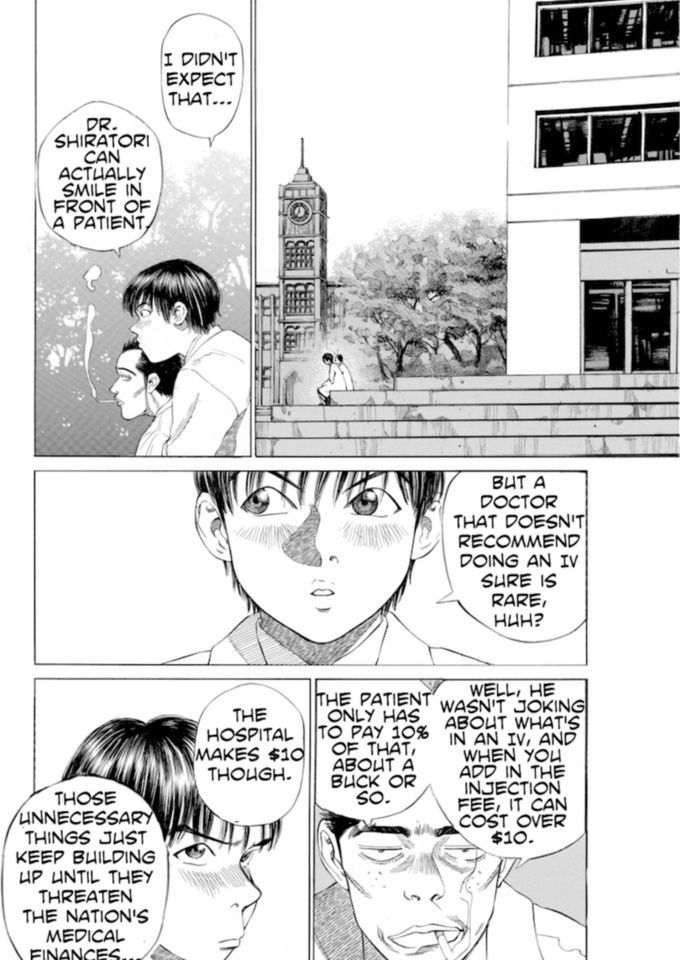 I DIDN'T
EXPECT
THAT...
DR.
SHIRATORI
CAN
ACTUALLY
SMILE IN
FRONT OF
A PATIENT.
BUT A
DOCTOR
THAT DOESN'T
RECOMMEND
DOING AN IV
SURE IS
RARE,
HUH?
WELL, HE
WASN'T JOKING
ABOUT WHAT'S
IN AN IV, AND
WHEN YOU
ADD IN THE
INJECTION
FEE, IT CAN
COST OVER
$10.
THE PATIENT
ONLY HAS
TO PAY 10%
OF THAT,
ABOUT A
BUCK OR
SO.
THE
HOSPITAL
MAKES $10
THOUGH.
THOSE
UNNECESSARY
THINGS JUST
KEEP BUILDING
UP UNTIL THEY
THREATEN
THE NATION'S
MEDICAL
FINANCES...